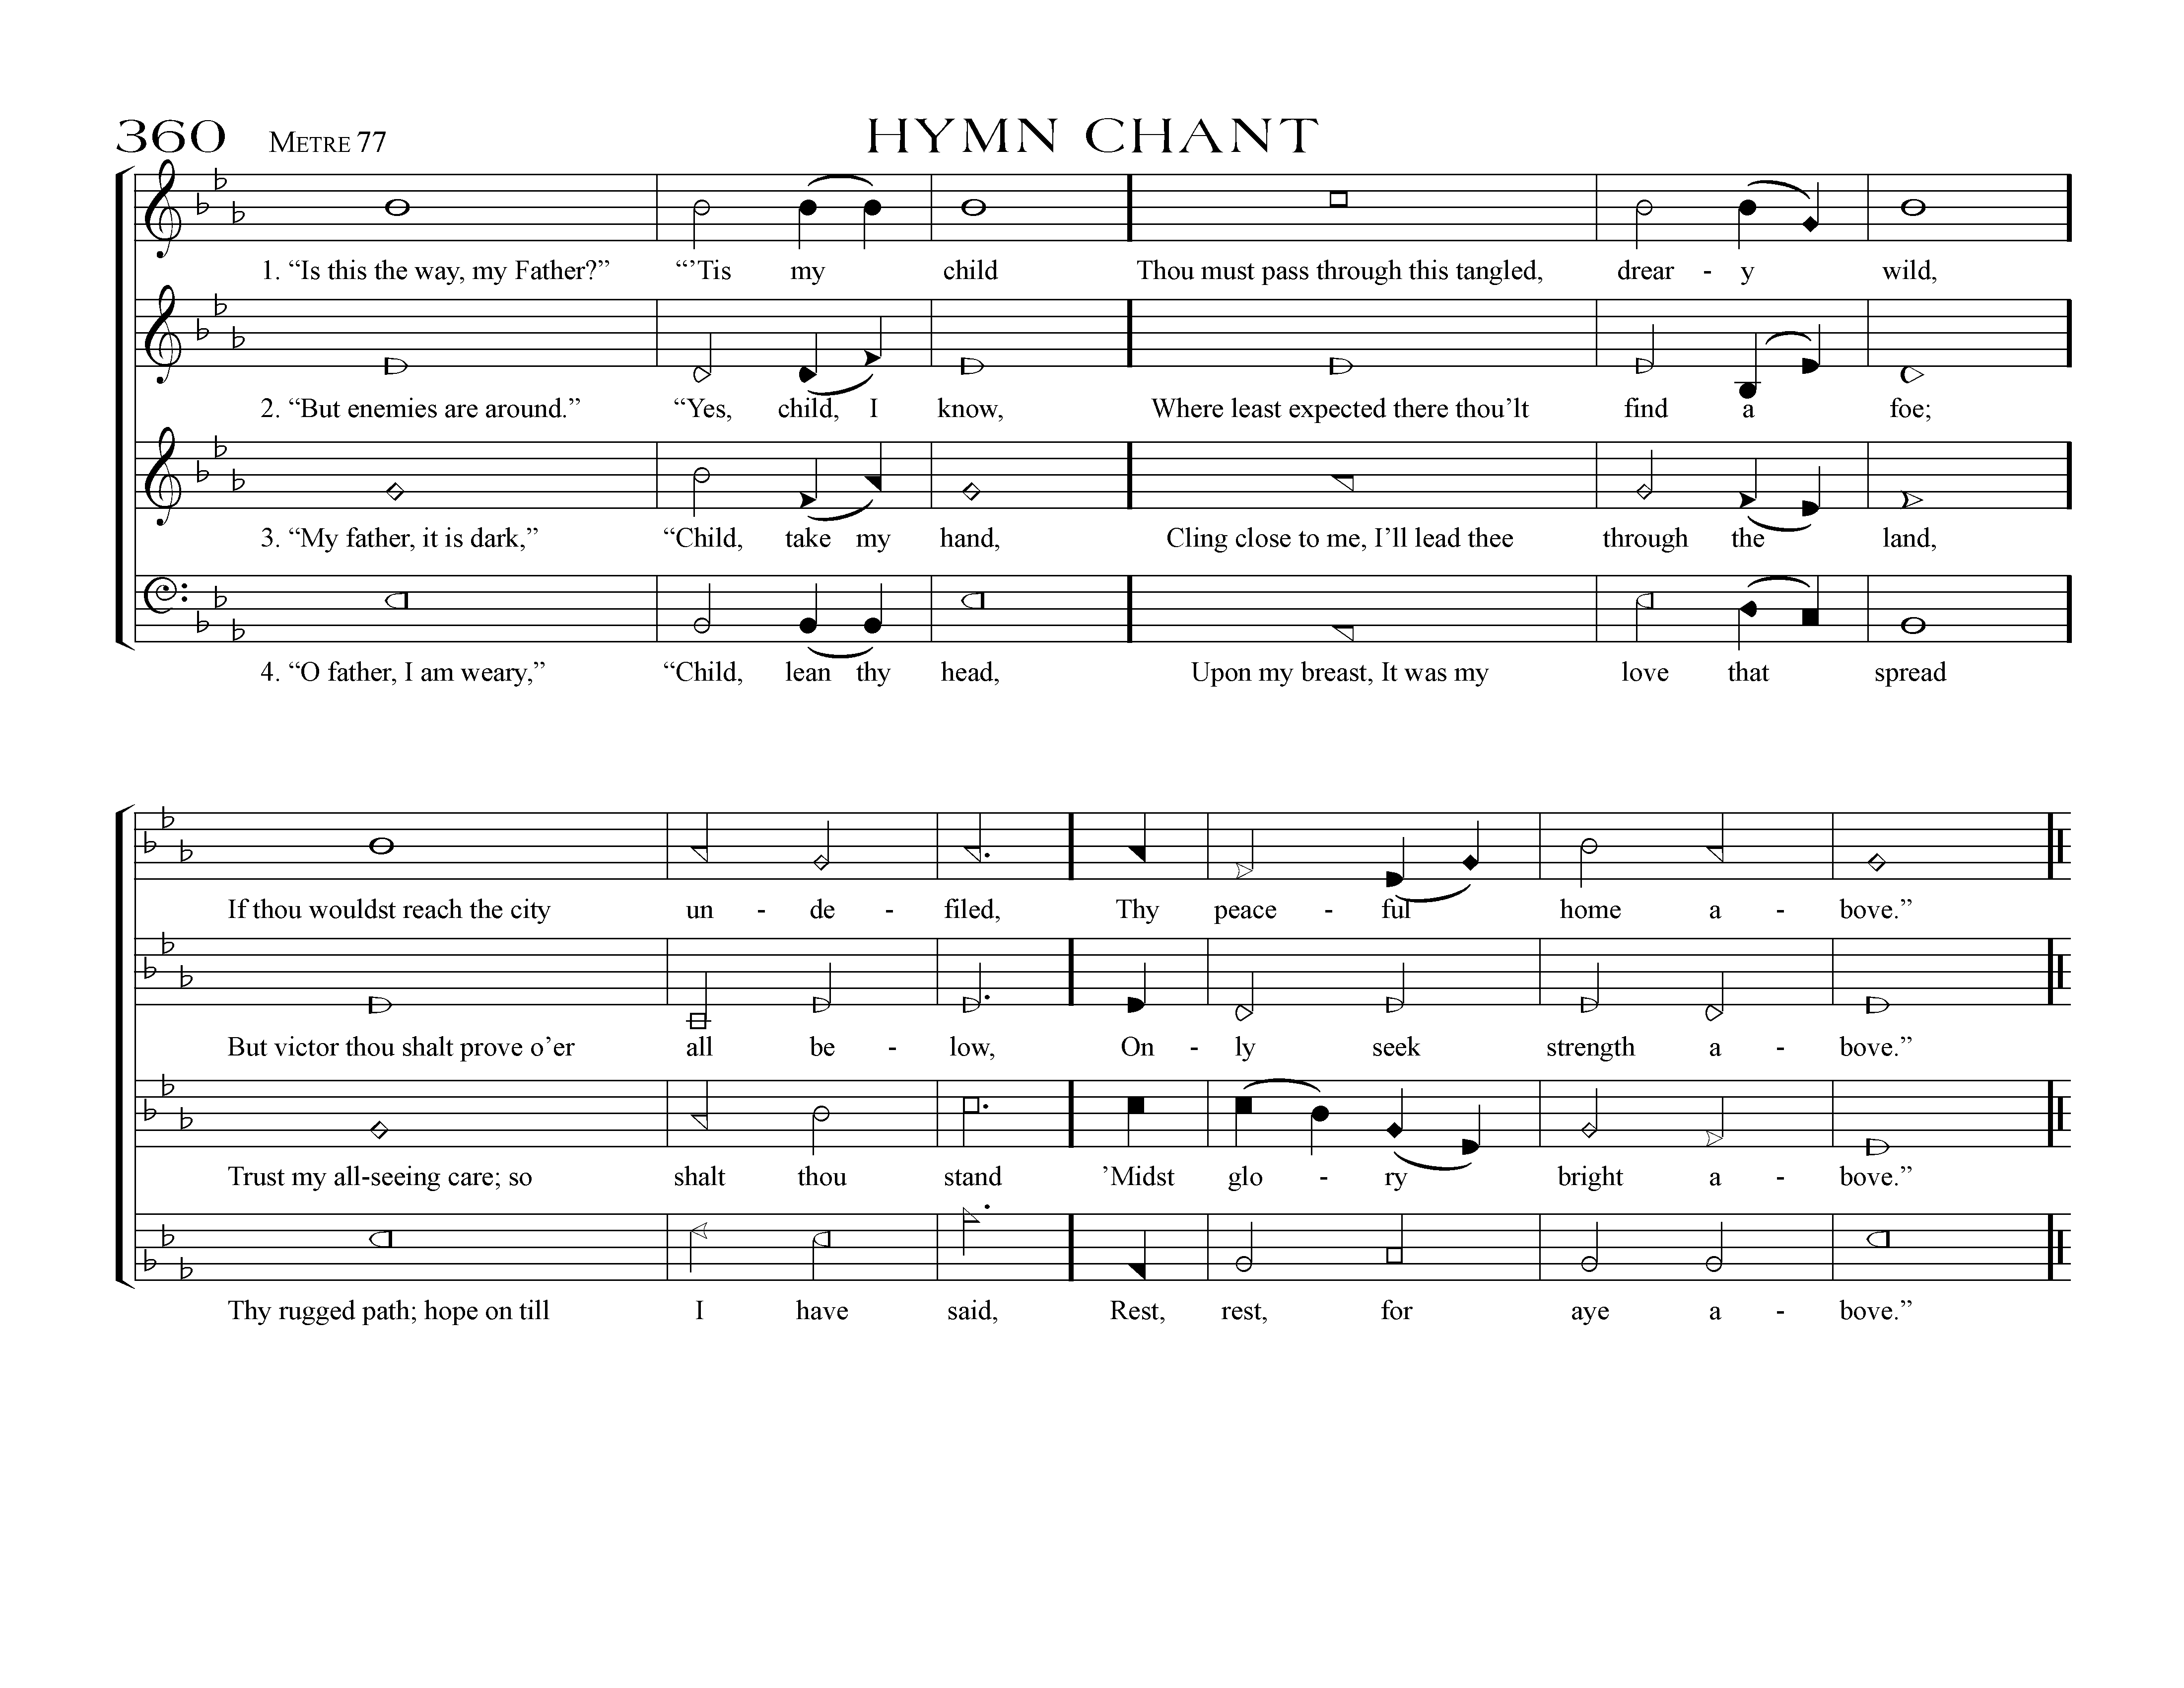 360 METRE 77 HYMN CHANT
1. “Is this the way, my Father?” “’Tis my child Thou must pass through this tangled, drear - y wild,
2. “But enemies are around.” “Yes, child, I know, Where least expected there thou’lt find a foe;
3. “My father, it is dark,” “Child, take my hand, Cling close to me, I’ll lead thee through the land,
4. “O father, I am weary,” “Child, lean thy head, Upon my breast, It was my love that spread
If thou wouldst reach the city un - de - filed, Thy peace - ful home a - bove.”
But victor thou shalt prove o’er all be - low, On - ly seek strength a - bove.”
Trust my all-seeing care; so shalt thou stand ’Midst glo - ry bright a - bove.”
Thy rugged path; hope on till I have said, Rest, rest, for aye a - bove.”